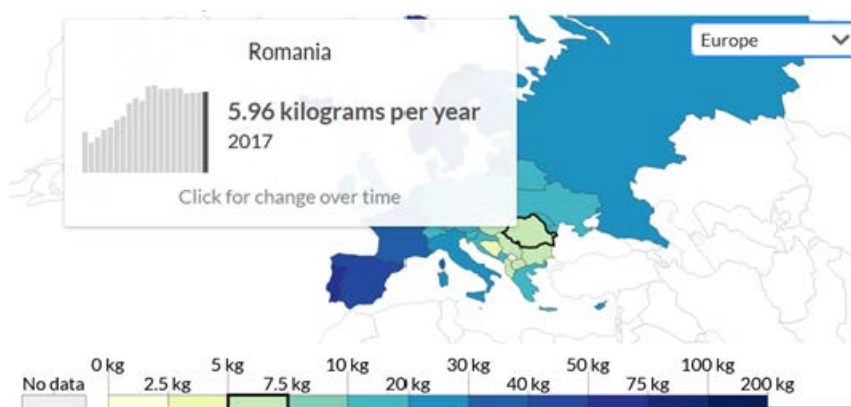 Romania
Europe
5.96 kilograms per year
2017
Click for change over time
0 kg 5 kg 10 kg 30 kg 50 kg 100 kg
No data 2.5 kg 7.5 kg 20 kg 40 kg 75 kg 200 kg